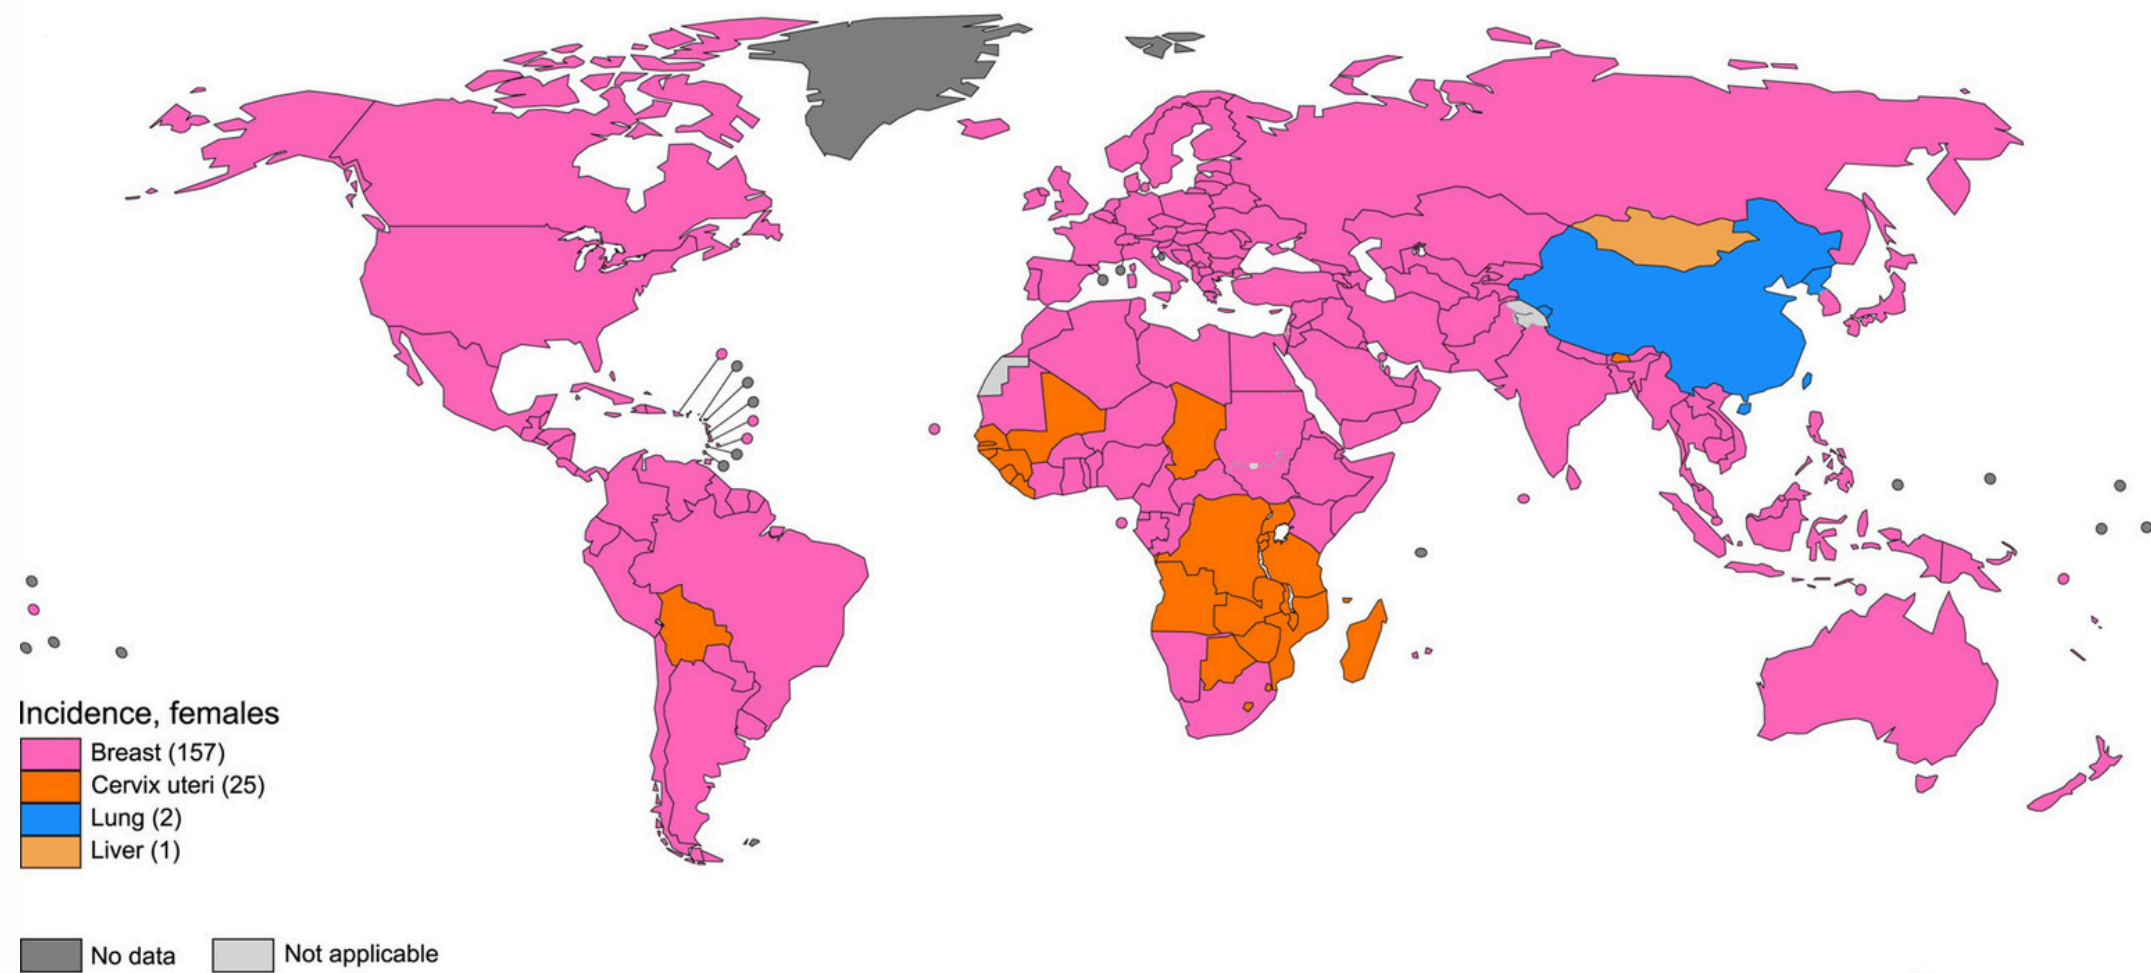 Incidence, females
Breast (157)
Cervix uteri (25)
Lung (2)
Liver (1)
No data
Not applicable